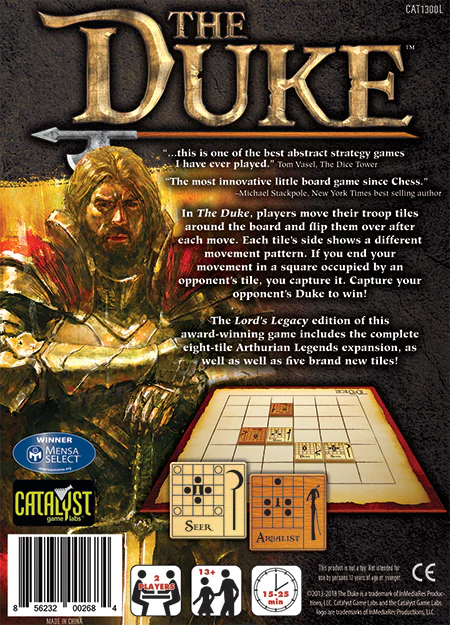 CAT1300L
THE
DUKE™
"...this is one of the best abstract strategy games
I have ever played." Tom Vasel, The Dice Tower
"The most innovative little board game since Chess."
–Michael Stackpole, New York Times best selling author
In The Duke, players move their troop tiles
around the board and flip them over after
each move. Each tile's side shows a different
movement pattern. If you end your
movement in a square occupied by an
opponent's tile, you capture it. Capture your
opponent's Duke to win!
The Lord's Legacy edition of this
award-winning game includes the complete
eight-tile Arthurian Legends expansion, as
well as well as five brand new tiles!
THE DUKE
WINNER
MENSA
SELECT®
CATALYST
game labs™
SEER
ARBALIST
2
PLAYERS
13+
15-25
min
This product is not a toy. Not intended for
use by persons 12 years of age or younger.
CE
©2013-2018 The Duke is a trademark of InMediaRes Produc-
tions, LLC. Catalyst Game Labs and the Catalyst Game Labs
logo are trademarks of InMediaRes Productions, LLC.
8 56232 00268 4
MADE IN CHINA